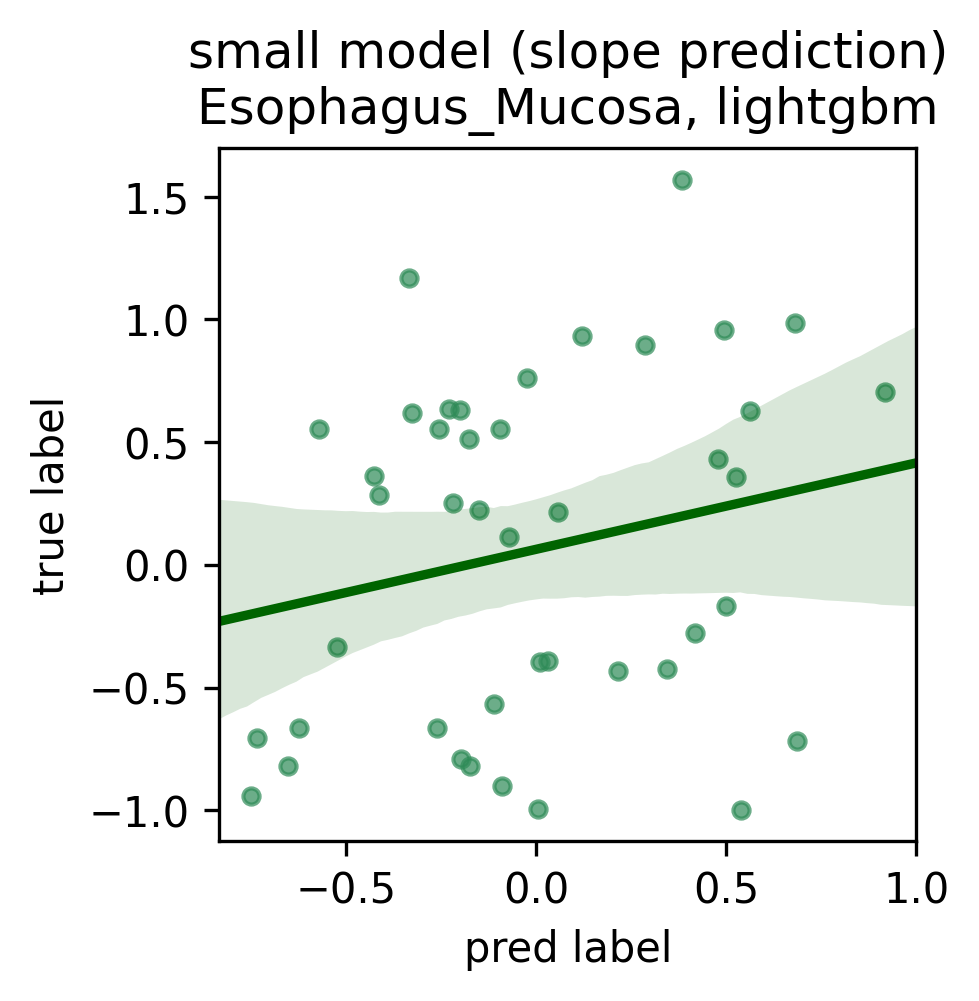 small model (slope prediction)
Esophagus_Mucosa, lightgbm
1.5
1.0
0.5
0.0
−0.5
−1.0
true label
−0.5
0.0
0.5
1.0
pred label